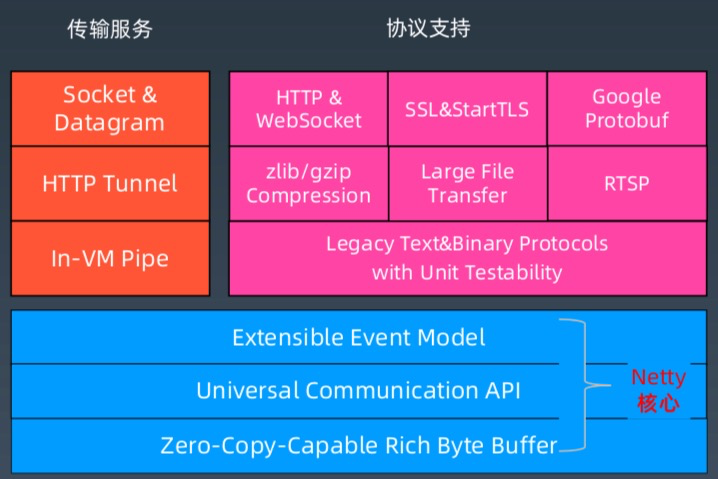 传输服务
协议支持
Socket &
Datagram
HTTP Tunnel
In-VM Pipe
HTTP &
WebSocket
SSL&StartTLS
Google
Protobuf
zlib/gzip
Compression
Large File
Transfer
RTSP
Legacy Text&Binary Protocols
with Unit Testability
Extensible Event Model
Universal Communication API
Zero-Copy-Capable Rich Byte Buffer
Netty
核心